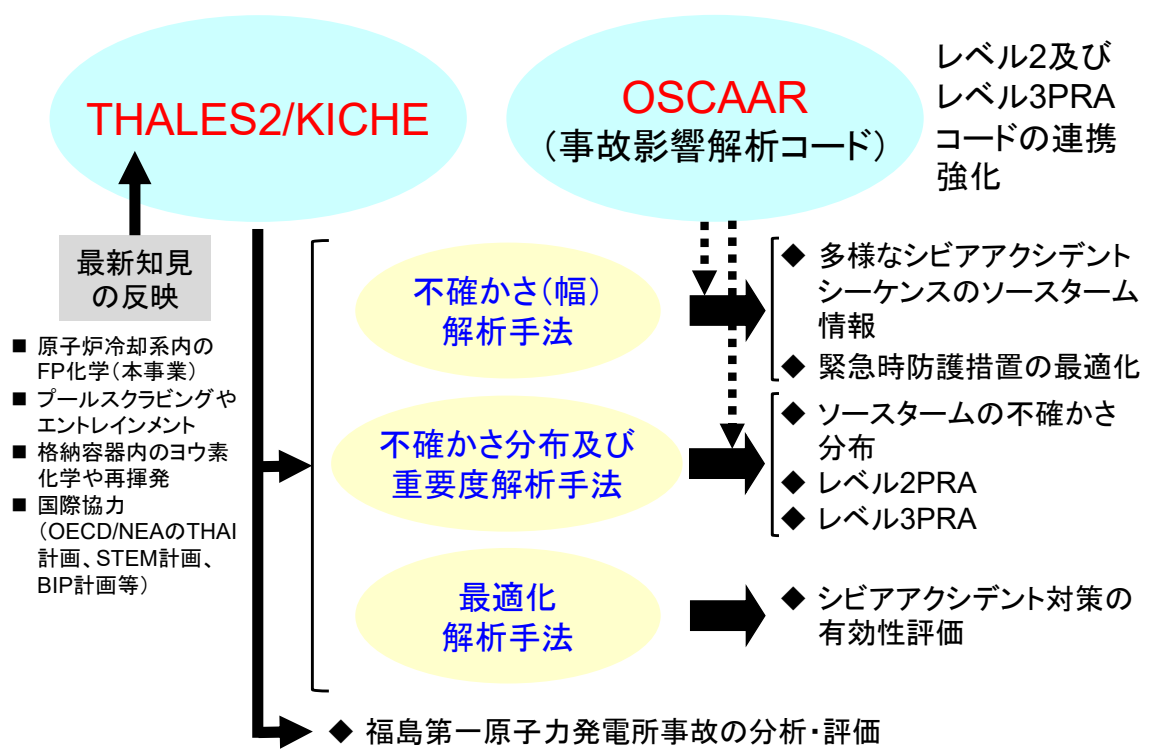 THALES2/KICHE
OSCAAR
（事故影響解析コード）
レベル2及び
レベル3PRA
コードの連携
強化
最新知見
の反映
■ 原子炉冷却系内の
FP化学（本事業）
■ プールスクラビングや
エントレインメント
■ 格納容器内のヨウ素
化学や再揮発
■ 国際協力
（OECD/NEAのTHAI
計画、STEM計画、
BIP計画等）
不確かさ（幅）
解析手法
◆ 多様なシビアアクシデント
シーケンスのソースターム
情報
◆ 緊急時防護措置の最適化
不確かさ分布及び
重要度解析手法
◆ ソースタームの不確かさ
分布
◆ レベル2PRA
◆ レベル3PRA
最適化
解析手法
◆ シビアアクシデント対策の
有効性評価
◆ 福島第一原子力発電所事故の分析・評価